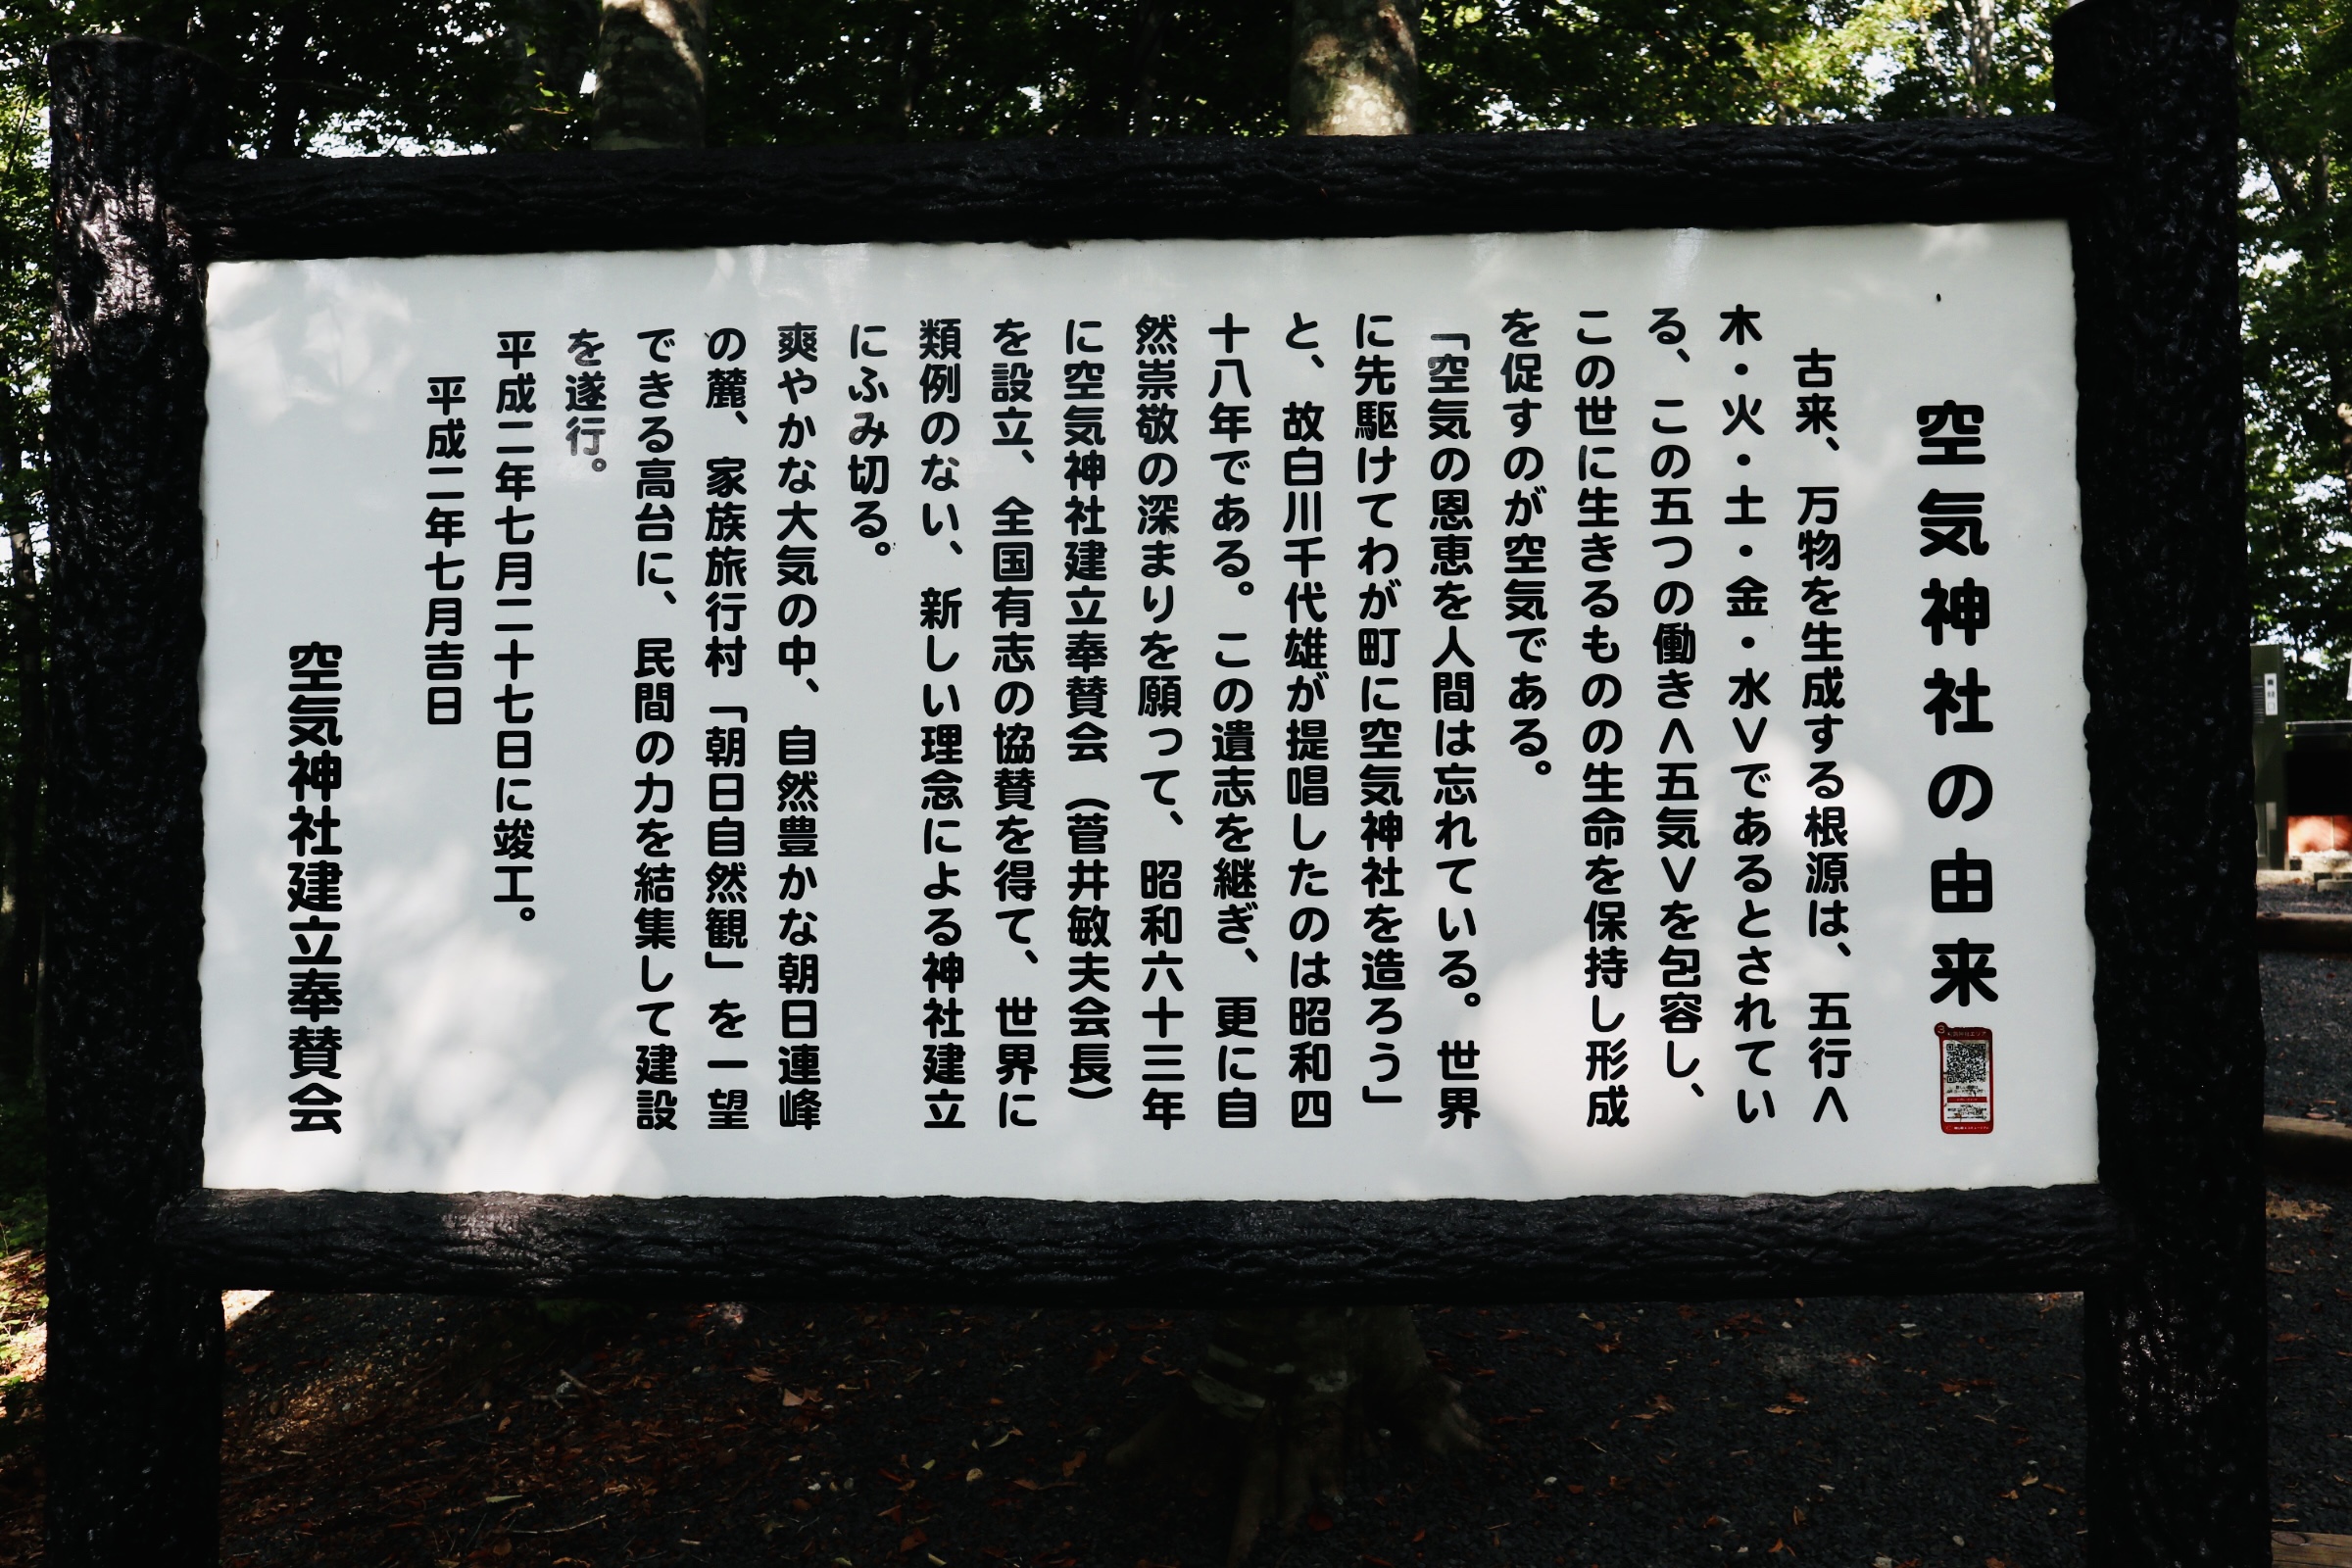 空気神社の由来
古来、万物を生成する根源は、五行<
木・火・土・金・水>であるとされてい
る、この五つの働き<五気>を包容し、
この世に生きるものの生命を保持し形成
を促すのが空気である。
「空気の恩恵を人間は忘れている。世界
に先駆けてわが町に空気神社を造ろう」
と、故白川千代雄が提唱したのは昭和四
十八年である。この遺志を継ぎ、更に自
然崇敬の深まりを願って、昭和六十三年
に空気神社建立奉賛会(菅井敏夫会長)
を設立、全国有志の協賛を得て、世界に
類例のない、新しい理念による神社建立
にふみ切る。
爽やかな大気の中、自然豊かな朝日連峰
の麓、家族旅行村「朝日自然観」を一望
できる高台に、民間の力を結集して建設
を遂行。
平成二年七月二十七日に竣工。
平成二年七月吉日
空気神社建立奉賛会